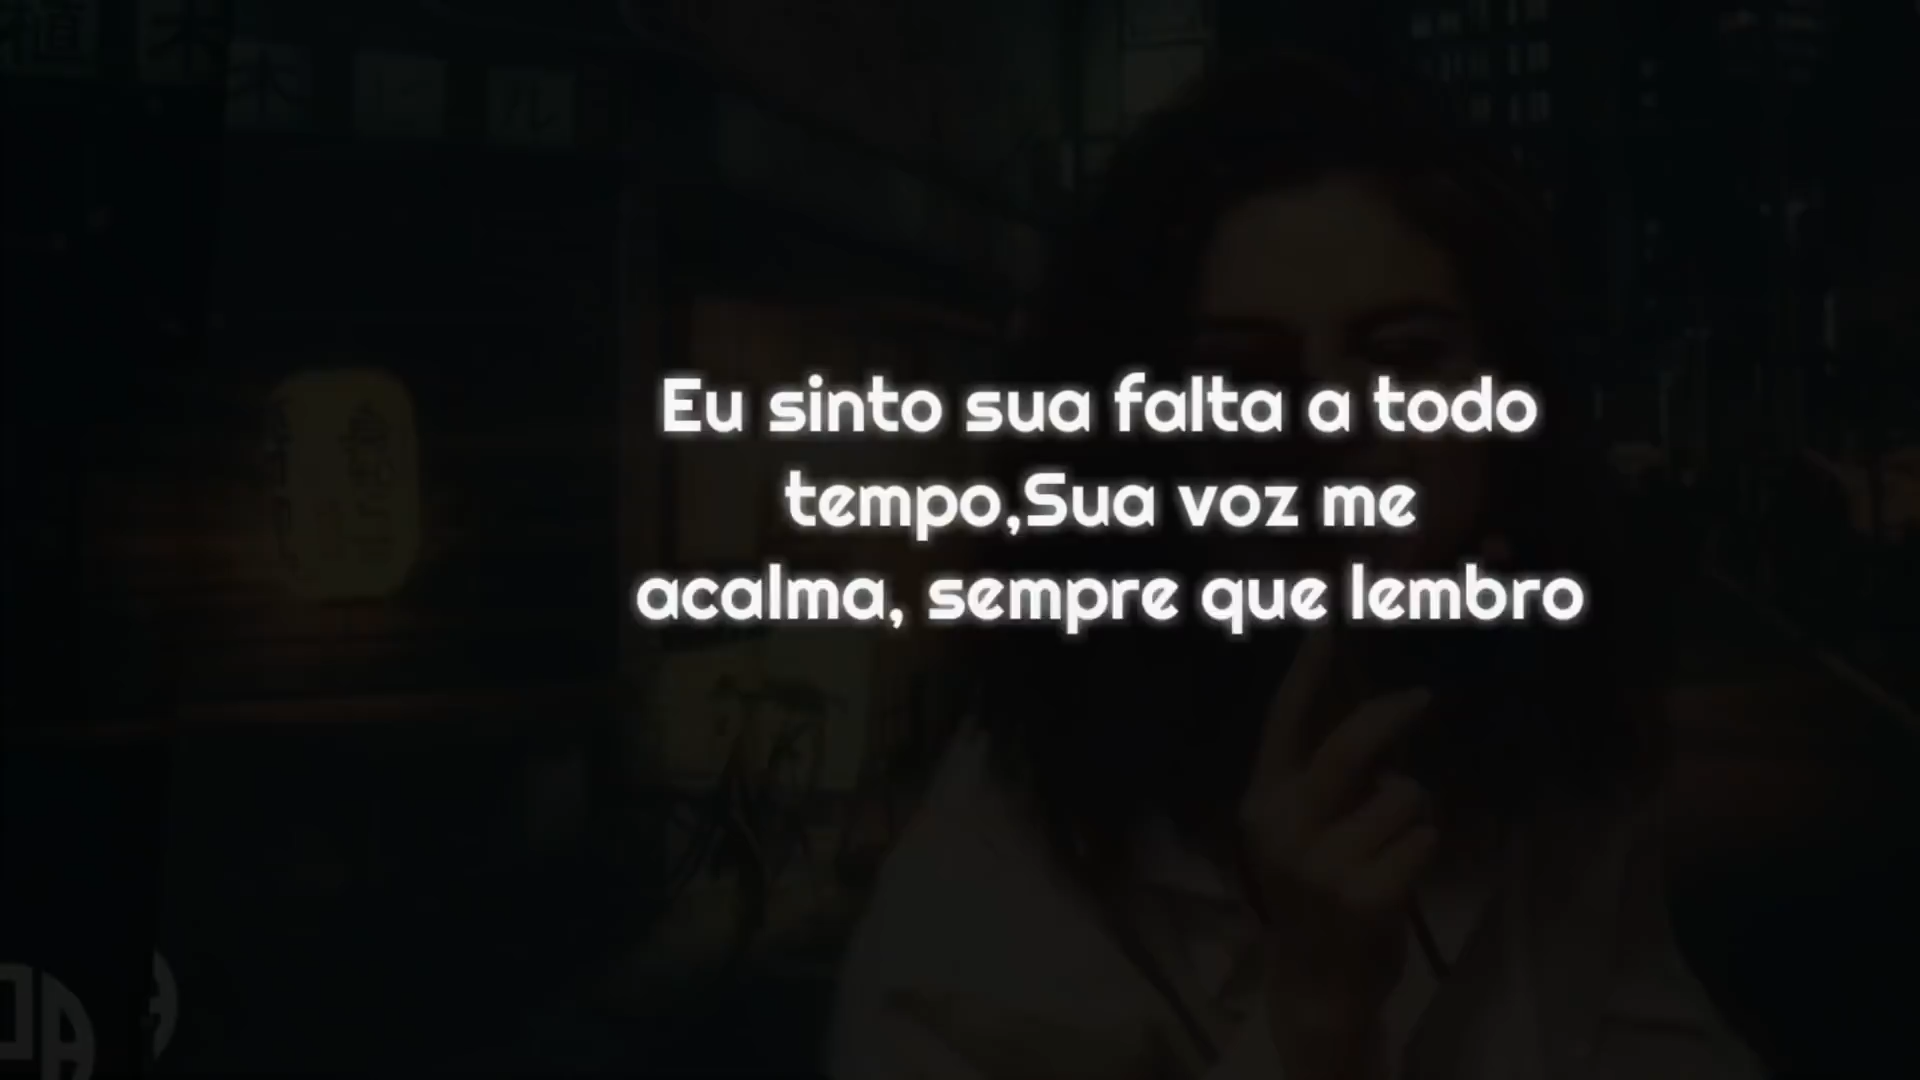 Eu sinto sua falta a todo
tempo,Sua voz me
acalma, sempre que lembro